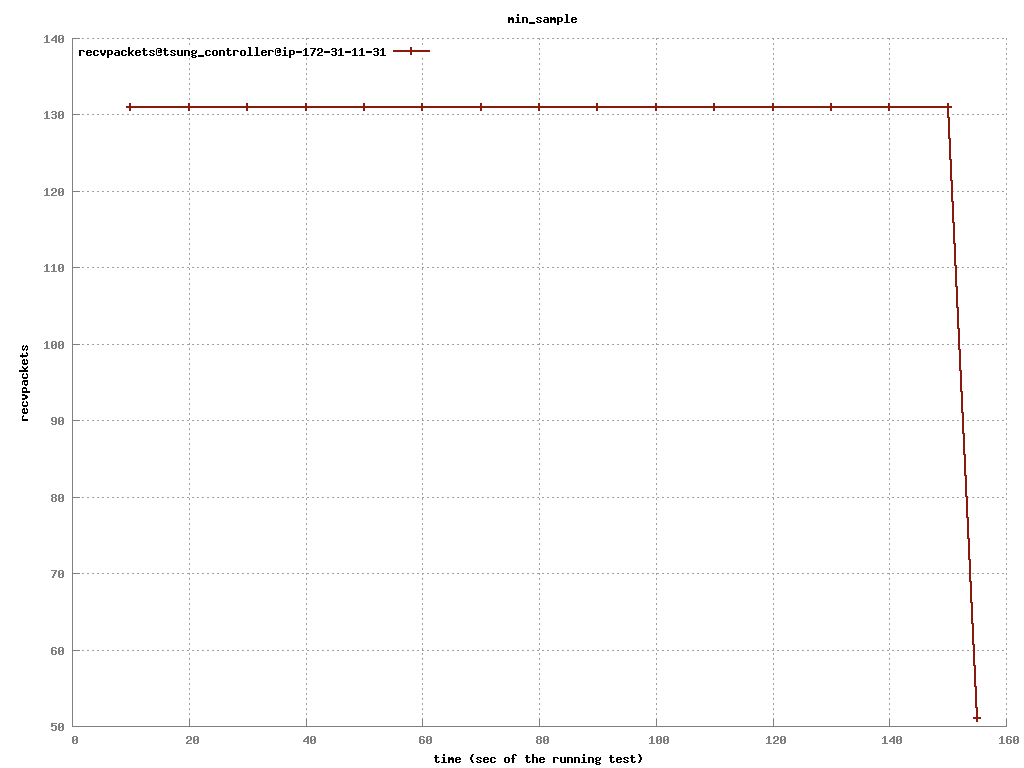 min_sample
140
recvpackets@tsung_controller@ip-172-31-11-31
130
120
110
100
recvpackets
90
80
70
60
50
0 20 40 60 80 100 120 140 160
time (sec of the running test)